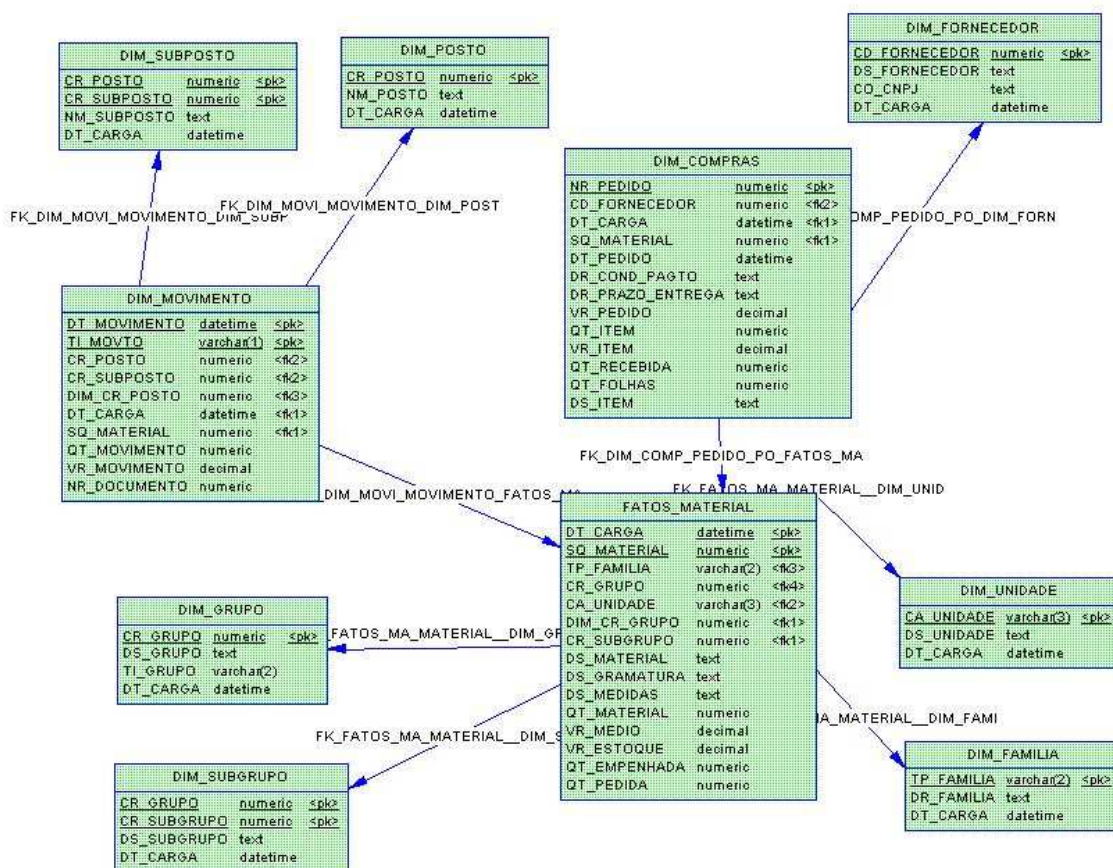 DIM_SUBPOSTO
CR_POSTO numeric <pk>
CR_SUBPOSTO numeric <pk>
NM_SUBPOSTO text
DT_CARGA datetime
DIM_POSTO
CR_POSTO numeric <pk>
NM_POSTO text
DT_CARGA datetime
DIM_FORNECEDOR
CD_FORNECEDOR numeric <pk>
DS_FORNECEDOR text
CO_CNPJ text
DT_CARGA datetime
FK_DIM_MOVI_MOVIMENTO_DIM_SUBP
FK_DIM_MOVI_MOVIMENTO_DIM_POST
DIM_COMPRAS
NR_PEDIDO numeric <pk>
CD_FORNECEDOR numeric <fk2>
DT_CARGA datetime <fk1>
SQ_MATERIAL numeric <fk1>
DT_PEDIDO datetime
DR_COND_PAGTO text
DR_PRAZO_ENTREGA text
VR_PEDIDO decimal
QT_ITEM numeric
VR_ITEM decimal
QT_RECEBIDA numeric
QT_FOLHAS numeric
DS_ITEM text
OMP_PEDIDO_PO_DIM_FORN
DIM_MOVIMENTO
DT_MOVIMENTO datetime <pk>
TI_MOVTO varchar(1) <pk>
CR_POSTO numeric <fk2>
CR_SUBPOSTO numeric <fk2>
DIM_CR_POSTO numeric <fk3>
DT_CARGA datetime <fk1>
SQ_MATERIAL numeric <fk1>
QT_MOVIMENTO numeric
VR_MOVIMENTO decimal
NR_DOCUMENTO numeric
FK_DIM_COMP_PEDIDO_PO_FATOS_MA
_DIM_MOVI_MOVIMENTO_FATOS_MA
FK_FATOS_MA_MATERIAL__DIM_UNID
FATOS_MATERIAL
DT_CARGA datetime <pk>
SQ_MATERIAL numeric <pk>
TP_FAMILIA varchar(2) <fk3>
CR_GRUPO numeric <fk4>
CA_UNIDADE varchar(3) <fk2>
DIM_CR_GRUPO numeric <fk1>
CR_SUBGRUPO numeric <fk1>
DS_MATERIAL text
DS_GRAMATURA text
DS_MEDIDAS text
QT_MATERIAL numeric
VR_MEDIO decimal
VR_ESTOQUE decimal
QT_EMPENHADA numeric
QT_PEDIDA numeric
DIM_UNIDADE
CA_UNIDADE varchar(3) <pk>
DS_UNIDADE text
DT_CARGA datetime
DIM_GRUPO
CR_GRUPO numeric <pk>
DS_GRUPO text
TI_GRUPO varchar(2)
DT_CARGA datetime
_FATOS_MA_MATERIAL__DIM_GR
FK_FATOS_MA_MATERIAL__DIM_S
MA_MATERIAL__DIM_FAMI
DIM_SUBGRUPO
CR_GRUPO numeric <pk>
CR_SUBGRUPO numeric <pk>
DS_SUBGRUPO text
DT_CARGA datetime
DIM_FAMILIA
TP_FAMILIA varchar(2) <pk>
DR_FAMILIA text
DT_CARGA datetime